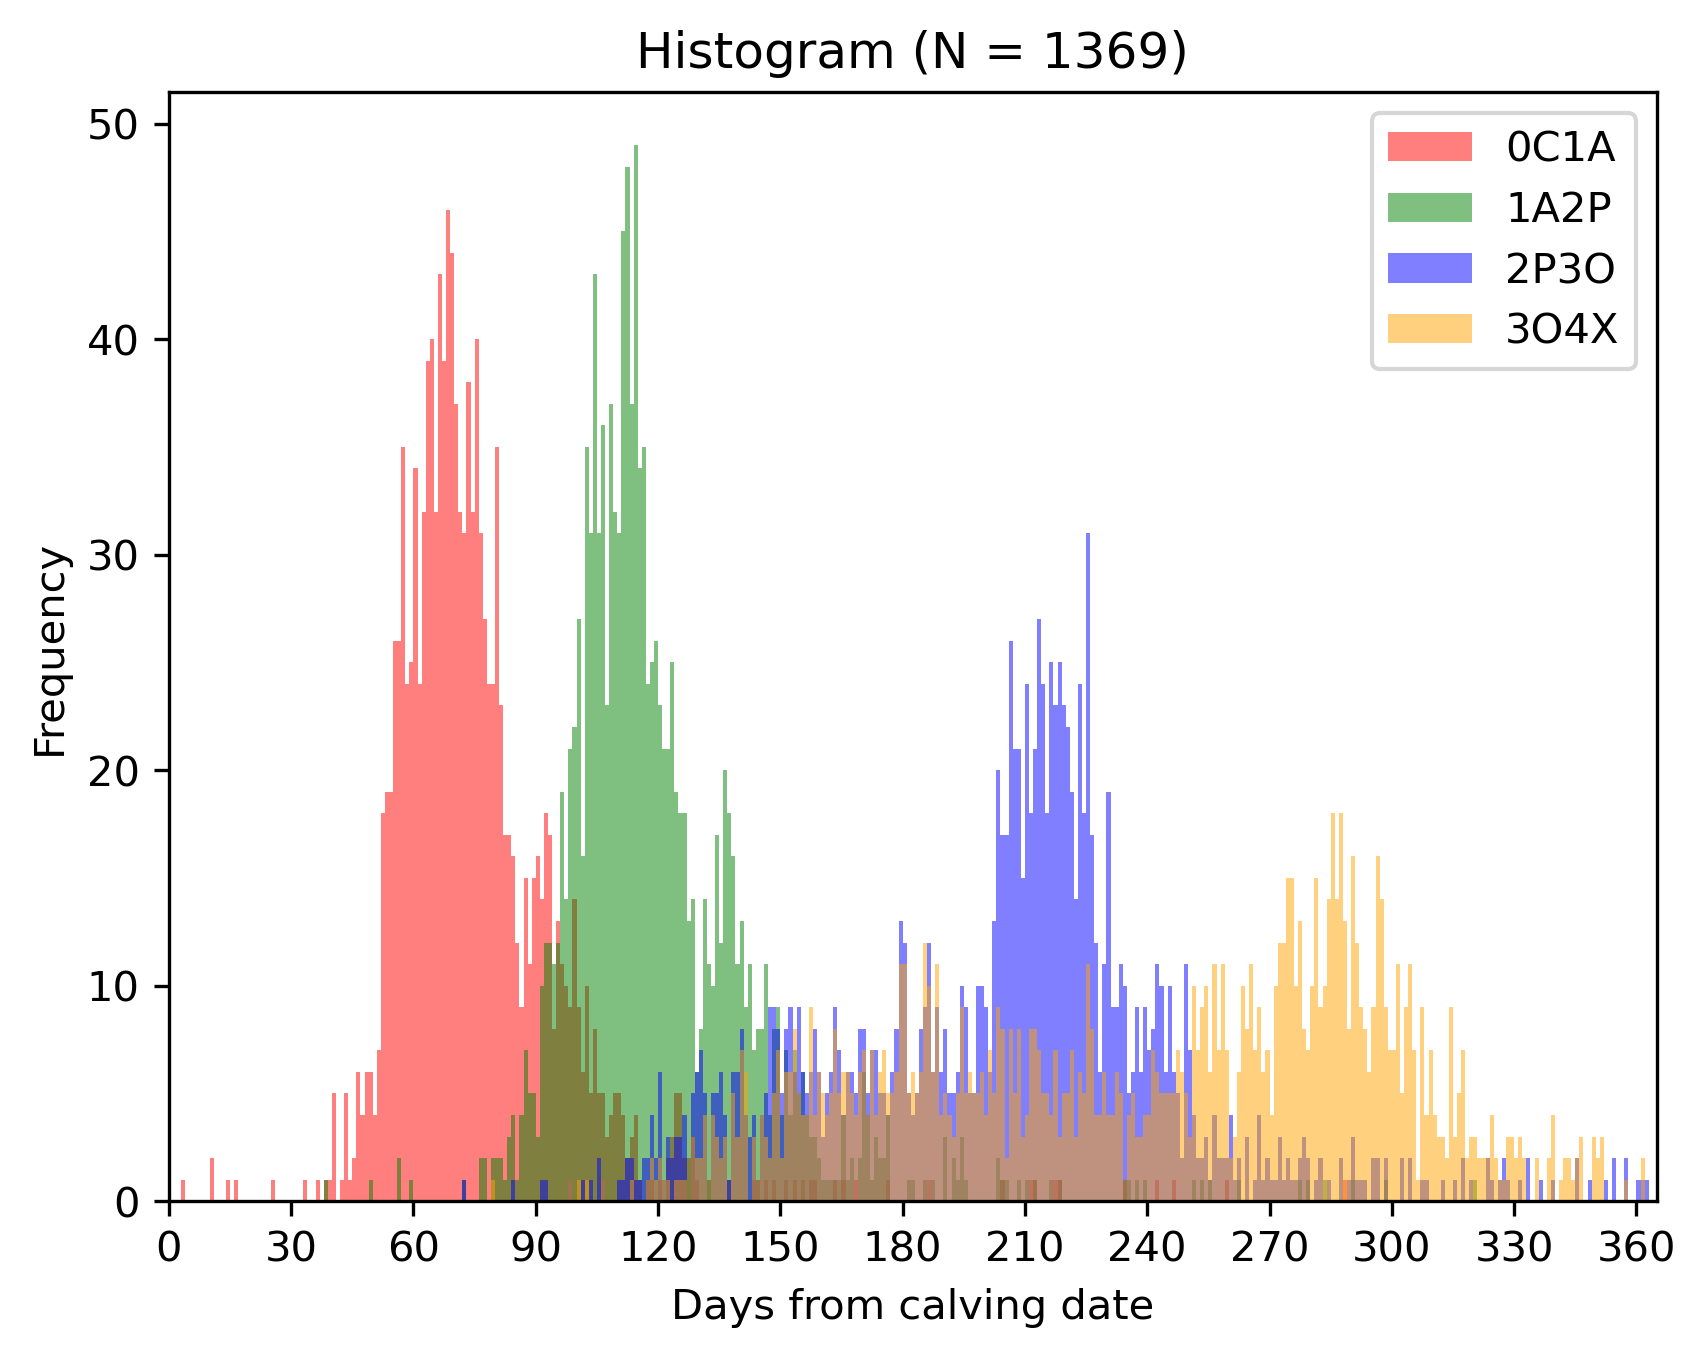 Histogram (N = 1369)
50
40
30
20
10
0
Frequency
0C1A
1A2P
2P3O
3O4X
0 30 60 90 120 150 180 210 240 270 300 330 360
Days from calving date